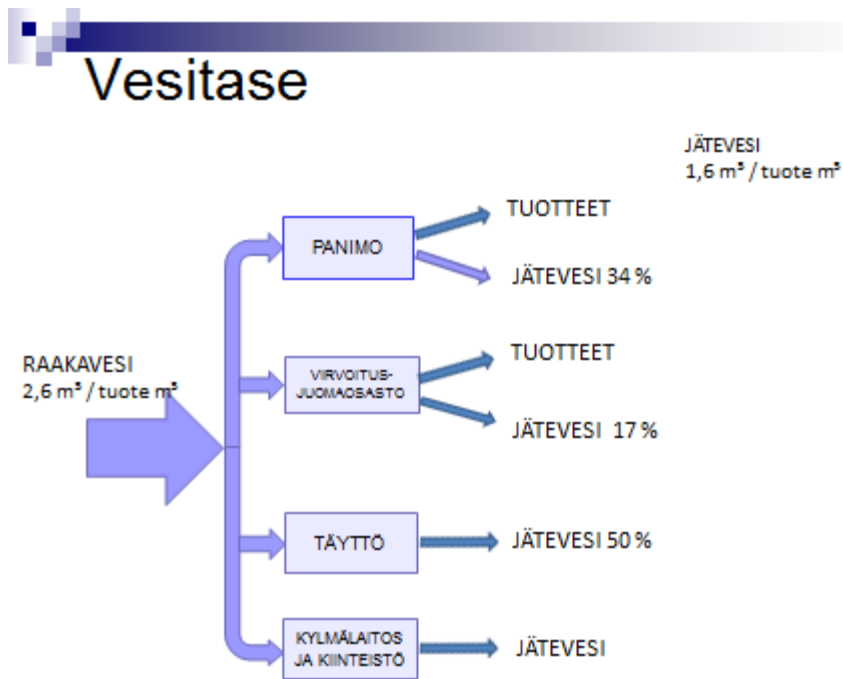 Vesitase
JÄTEVESI
1,6 m³ / tuote m³
TUOTTEET
PANIMO
JÄTEVESI 34 %
RAAKAVESI
2,6 m³ / tuote m³
TUOTTEET
VIRVOITUS-
JUOMAOSASTO
JÄTEVESI 17 %
TÄYTTÖ
JÄTEVESI 50 %
KYLMÄLAITOS
JA KIINTEISTÖ
JÄTEVESI